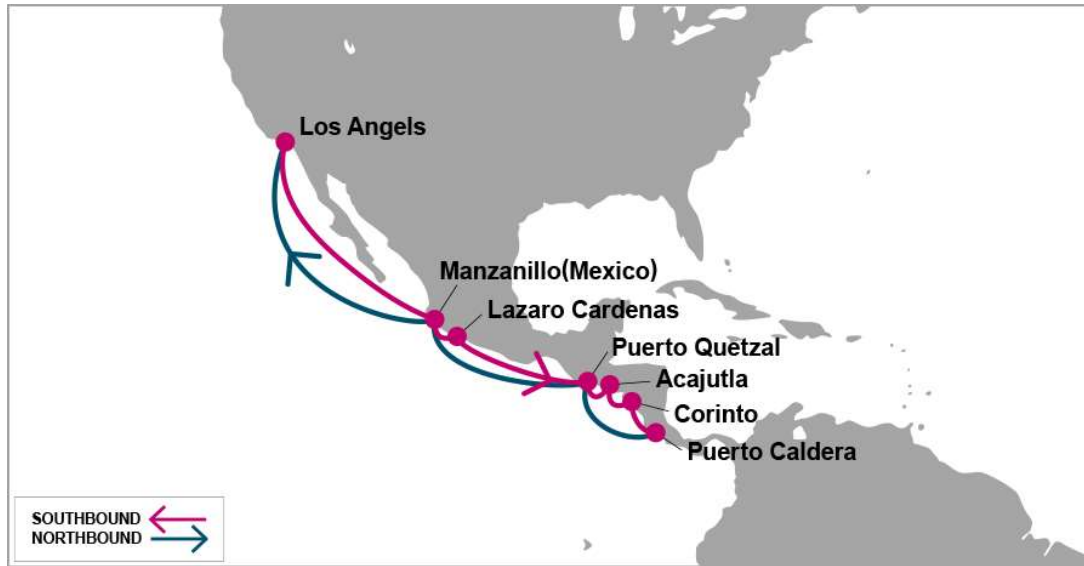 Los Angels
Manzanillo(Mexico)
Lazaro Cardenas
Puerto Quetzal
Acajutla
Corinto
Puerto Caldera
SOUTHBOUND
NORTHBOUND